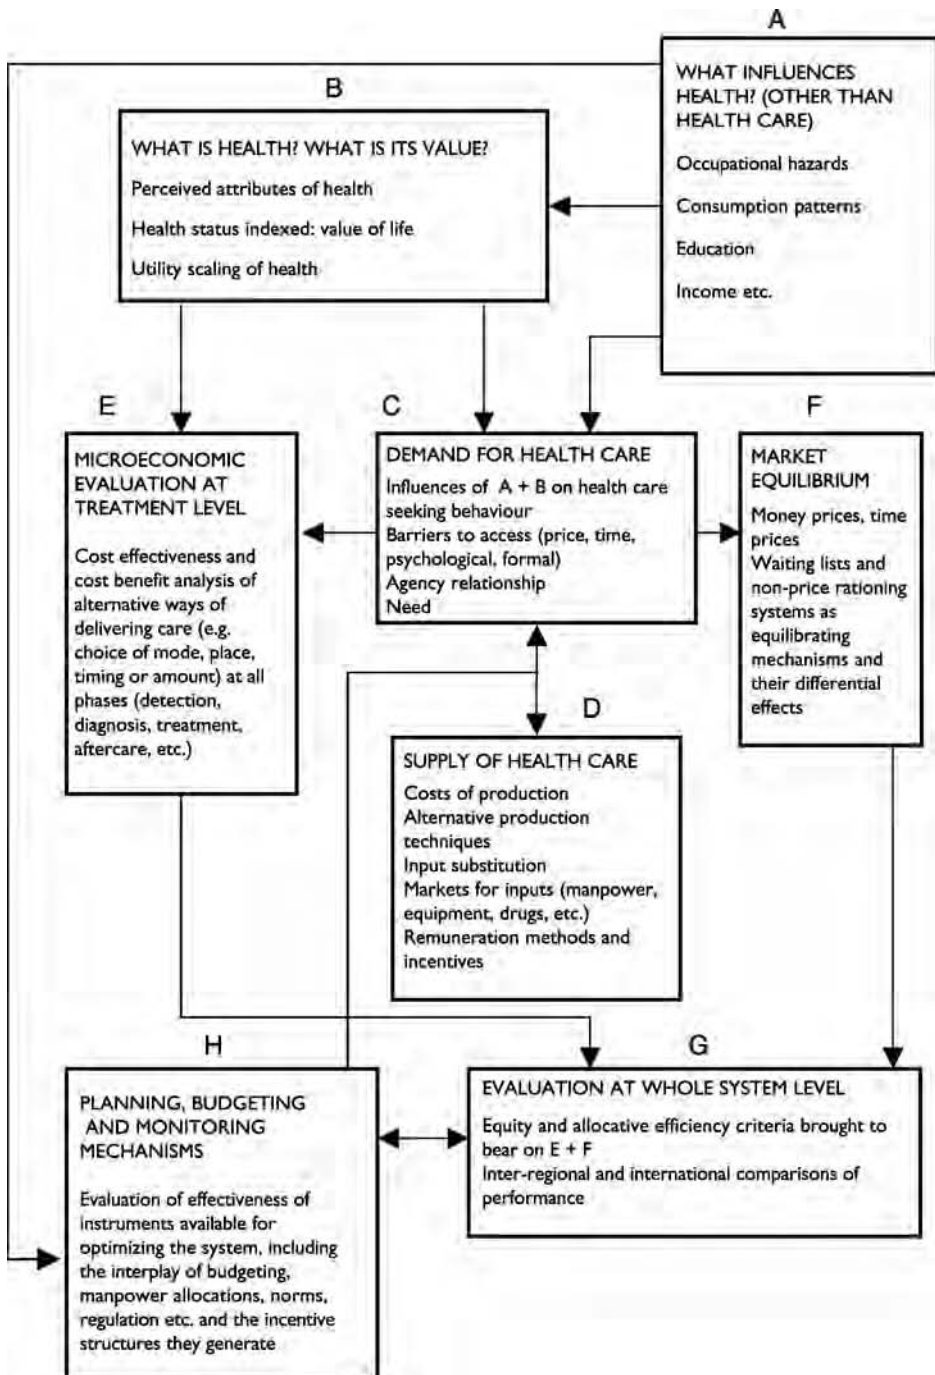 A
WHAT INFLUENCES
HEALTH? (OTHER THAN
HEALTH CARE)
Occupational hazards
Consumption patterns
Education
Income etc.
B
WHAT IS HEALTH? WHAT IS ITS VALUE?
Perceived attributes of health
Health status indexed: value of life
Utility scaling of health
E
MICROECONOMIC
EVALUATION AT
TREATMENT LEVEL
Cost effectiveness and
cost benefit analysis of
alternative ways of
delivering care (e.g.
choice of mode, place,
timing or amount) at all
phases (detection,
diagnosis, treatment,
aftercare, etc.)
C
DEMAND FOR HEALTH CARE
Influences of A + B on health care
seeking behaviour
Barriers to access (price, time,
psychological, formal)
Agency relationship
Need
F
MARKET
EQUILIBRIUM
Money prices, time
prices
Waiting lists and
non-price rationing
systems as
equilibrating
mechanisms and
their differential
effects
D
SUPPLY OF HEALTH CARE
Costs of production
Alternative production
techniques
Input substitution
Markets for inputs (manpower,
equipment, drugs, etc.)
Remuneration methods and
incentives
H
PLANNING, BUDGETING
AND MONITORING
MECHANISMS
Evaluation of effectiveness of
instruments available for
optimizing the system, including
the interplay of budgeting,
manpower allocations, norms,
regulation etc. and the incentive
structures they generate
G
EVALUATION AT WHOLE SYSTEM LEVEL
Equity and allocative efficiency criteria brought to
bear on E + F
Inter-regional and international comparisons of
performance